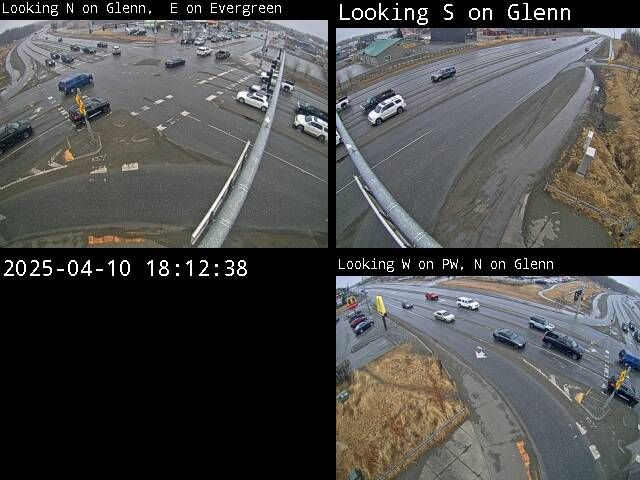 Looking N on Glenn,  E on Evergreen
Looking S on Glenn
2025-04-10 18:12:38
Looking W on PW, N on Glenn